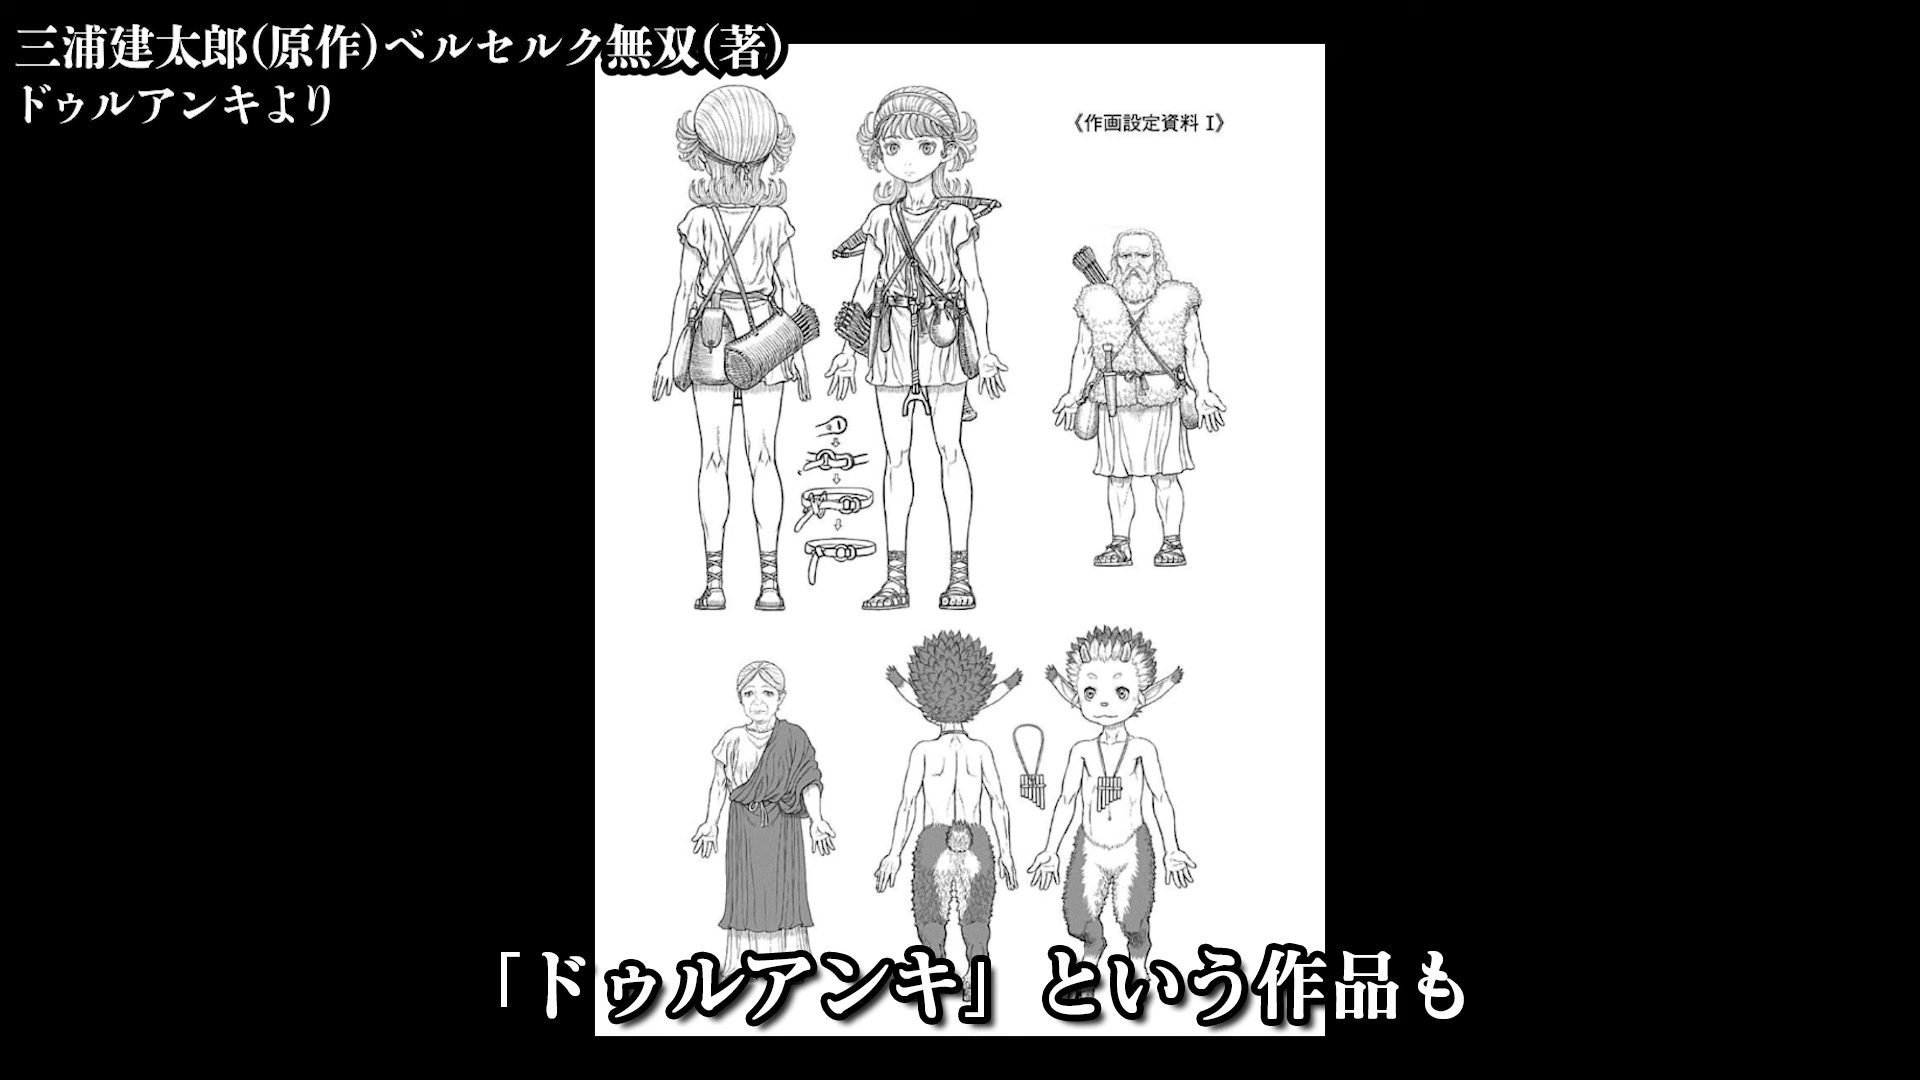 三浦建太郎(原作)ベルセルク無双(著)
ドゥルアンキより
《作画設定資料 I》
「ドゥルアンキ」という作品も